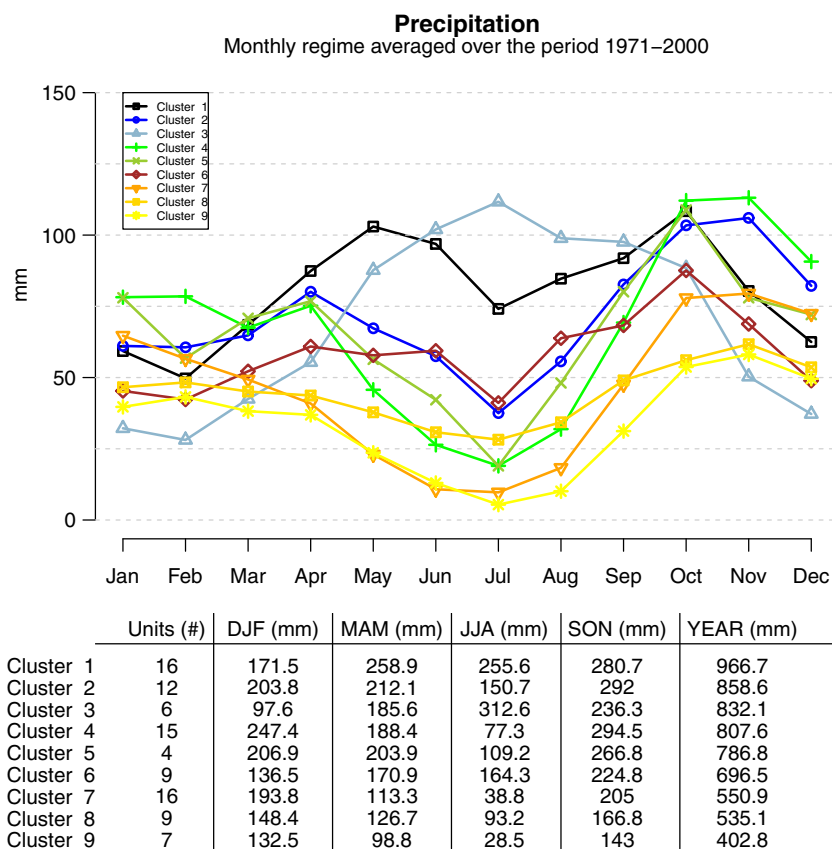 Precipitation
Monthly regime averaged over the period 1971–2000
150
100
50
0
mm
Cluster 1
Cluster 2
Cluster 3
Cluster 4
Cluster 5
Cluster 6
Cluster 7
Cluster 8
Cluster 9
Jan Feb Mar Apr May Jun Jul Aug Sep Oct Nov Dec
Units (#) DJF (mm) MAM (mm) JJA (mm) SON (mm) YEAR (mm)
Cluster 1 16 171.5 258.9 255.6 280.7 966.7
Cluster 2 12 203.8 212.1 150.7 292 858.6
Cluster 3 6 97.6 185.6 312.6 236.3 832.1
Cluster 4 15 247.4 188.4 77.3 294.5 807.6
Cluster 5 4 206.9 203.9 109.2 266.8 786.8
Cluster 6 9 136.5 170.9 164.3 224.8 696.5
Cluster 7 16 193.8 113.3 38.8 205 550.9
Cluster 8 9 148.4 126.7 93.2 166.8 535.1
Cluster 9 7 132.5 98.8 28.5 143 402.8